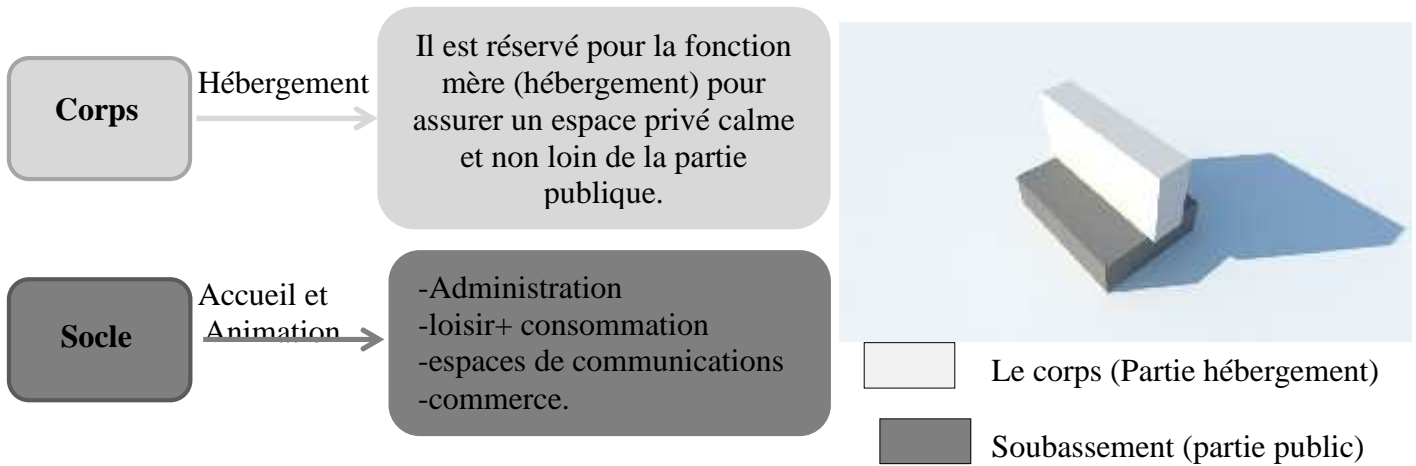 Corps
Hébergement
Il est réservé pour la fonction
mère (hébergement) pour
assurer un espace privé calme
et non loin de la partie
publique.
Socle
Accueil et
Animation
-Administration
-loisir+ consommation
-espaces de communications
-commerce.
Le corps (Partie hébergement)
Soubassement (partie public)